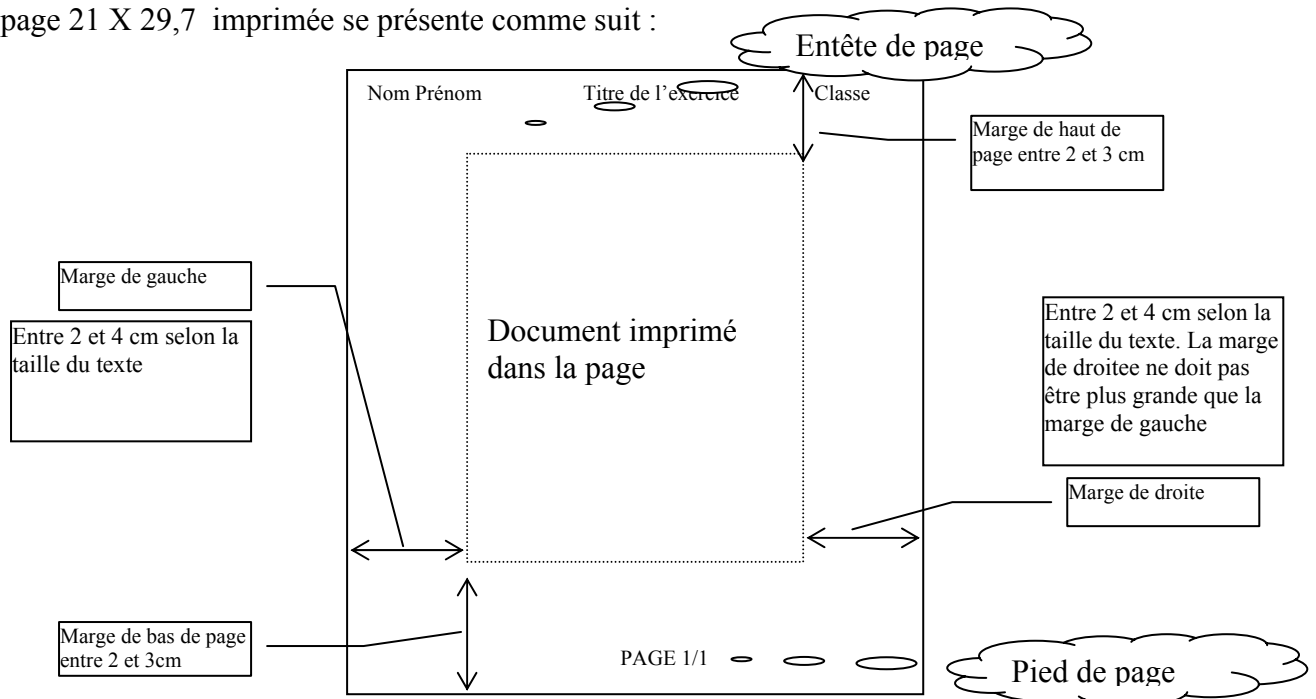 page 21 X 29,7 imprimée se présente comme suit :
Entête de page
Nom Prénom Titre de l'exercice Classe
Marge de haut de
page entre 2 et 3 cm
Marge de gauche
Entre 2 et 4 cm selon la
taille du texte
Document imprimé
dans la page
Entre 2 et 4 cm selon la
taille du texte. La marge
de droitee ne doit pas
être plus grande que la
marge de gauche
Marge de droite
Marge de bas de page
entre 2 et 3cm
PAGE 1/1
Pied de page